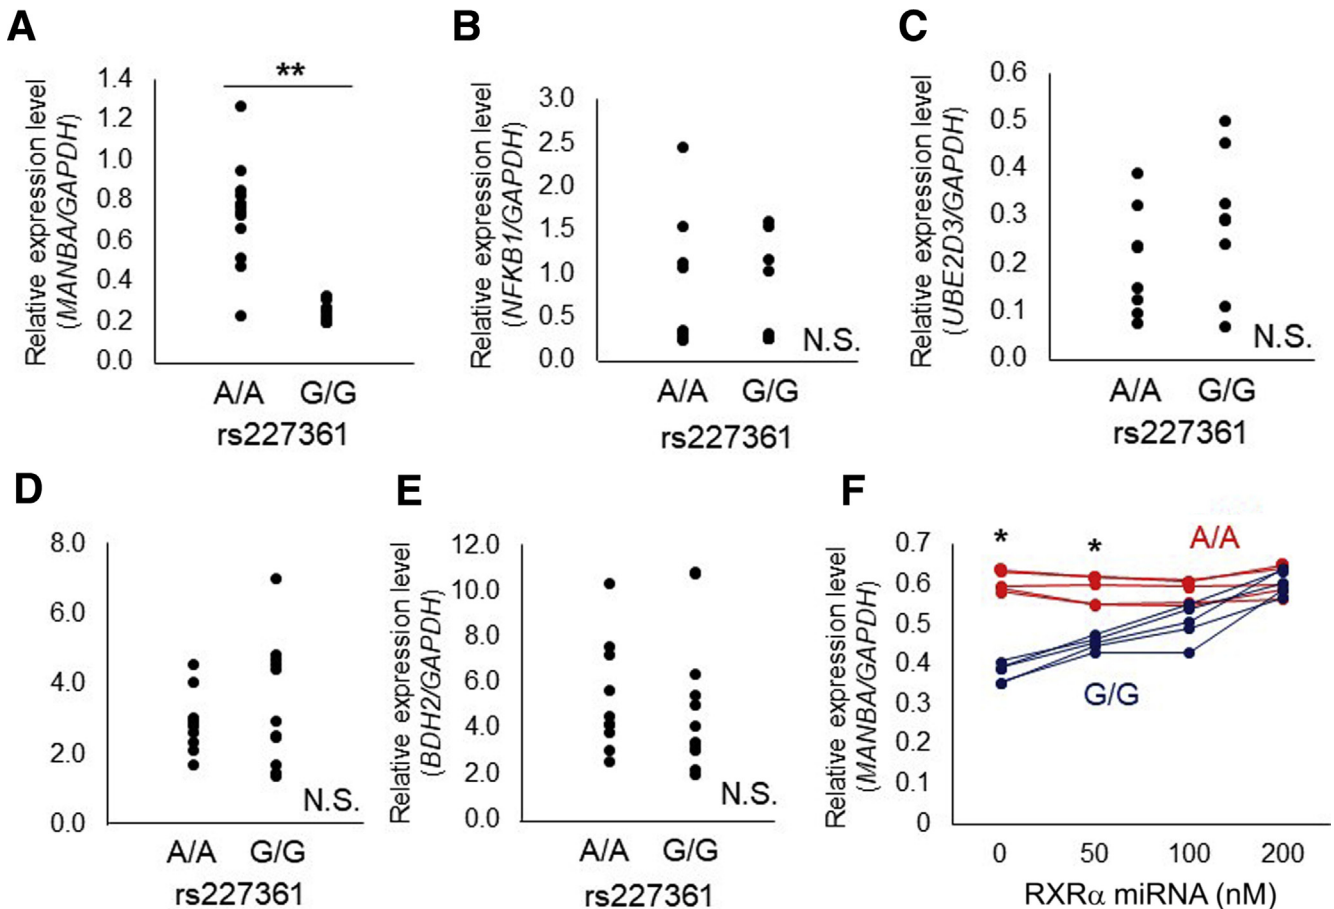 A
Relative expression level
(MANBA/GAPDH)
1.4
1.2
1.0
0.8
0.6
0.4
0.2
0.0
**
A/A G/G
rs227361
B
Relative expression level
(NFKB1/GAPDH)
3.0
2.5
2.0
1.5
1.0
0.5
0.0
N.S.
A/A G/G
rs227361
C
Relative expression level
(UBE2D3/GAPDH)
0.6
0.5
0.4
0.3
0.2
0.1
0.0
N.S.
A/A G/G
rs227361
D
8.0
6.0
4.0
2.0
0.0
N.S.
A/A G/G
rs227361
E
Relative expression level
(BDH2/GAPDH)
12.0
10.0
8.0
6.0
4.0
2.0
0.0
N.S.
A/A G/G
rs227361
F
Relative expression level
(MANBA/GAPDH)
0.7
0.6
0.5
0.4
0.3
0.2
0.1
0
*
*
A/A
G/G
0 50 100 200
RXRα miRNA (nM)